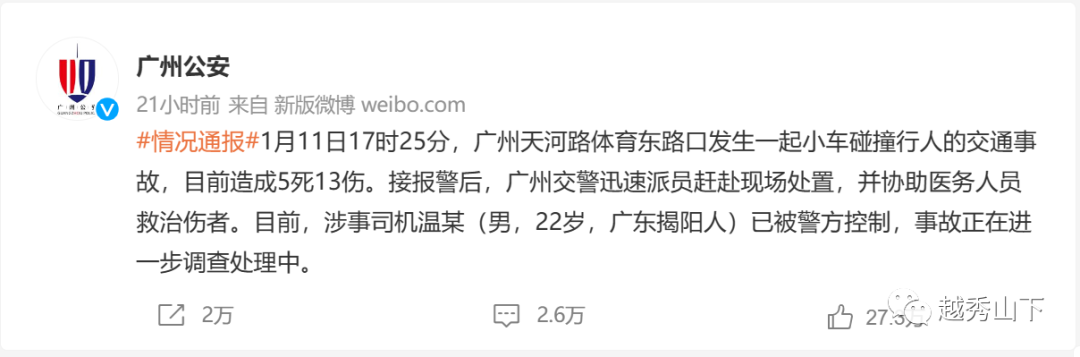 广州公安
21小时前 来自 新版微博 weibo.com
#情况通报#1月11日17时25分，广州天河路体育东路口发生一起小车碰撞行人的交通事
故，目前造成5死13伤。接报警后，广州交警迅速派员赶赴现场处置，并协助医务人员
救治伤者。目前，涉事司机温某（男，22岁，广东揭阳人）已被警方控制，事故正在进
一步调查处理中。
2万
2.6万
越秀山下